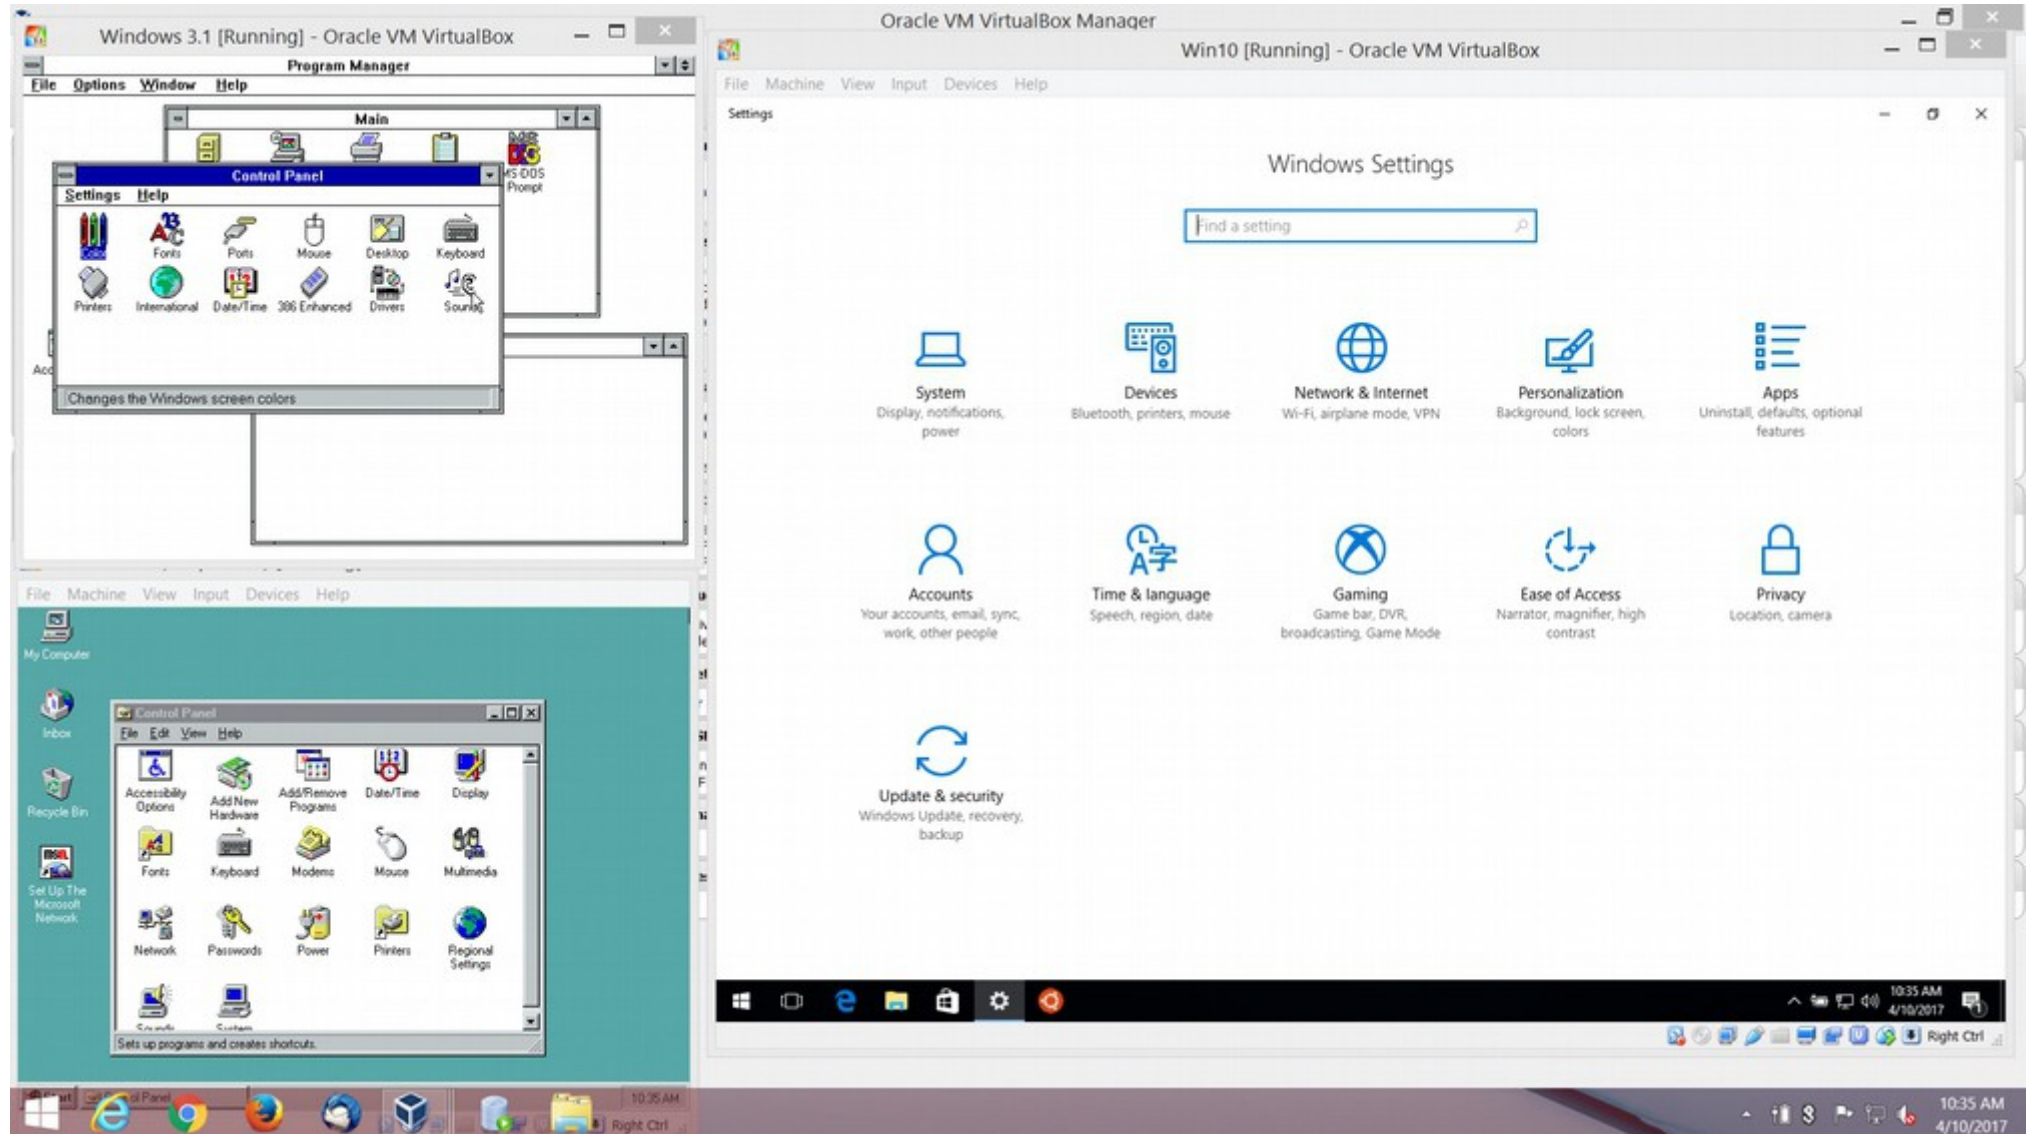 Oracle VM VirtualBox Manager
Windows 3.1 [Running] - Oracle VM VirtualBox
Program Manager
File Options Window Help
Main
MS-DOS
Prompt
Control Panel
Settings Help
Color Fonts Ports Mouse Desktop Keyboard
Printers International Date/Time 386 Enhanced Drivers Sound
Changes the Windows screen colors
File Machine View Input Devices Help
My Computer
Inbox
Recycle Bin
Set Up The
Microsoft
Network
Control Panel
File Edit View Help
Accessibility
Options
Add New
Hardware
Add/Remove
Programs
Date/Time
Display
Fonts
Keyboard
Modems
Mouse
Multimedia
Network
Passwords
Power
Printers
Regional
Settings
Sounds
System
Sets up programs and creates shortcuts.
10:35 AM
Right Ctrl
Win10 [Running] - Oracle VM VirtualBox
File Machine View Input Devices Help
Settings
Windows Settings
Find a setting
System
Display, notifications,
power
Devices
Bluetooth, printers, mouse
Network & Internet
Wi-Fi, airplane mode, VPN
Personalization
Background, lock screen,
colors
Apps
Uninstall, defaults, optional
features
Accounts
Your accounts, email, sync,
work, other people
Time & language
Speech, region, date
Gaming
Game bar, DVR,
broadcasting, Game Mode
Ease of Access
Narrator, magnifier, high
contrast
Privacy
Location, camera
Update & security
Windows Update, recovery,
backup
10:35 AM
4/10/2017
Right Ctrl
10:35 AM
4/10/2017